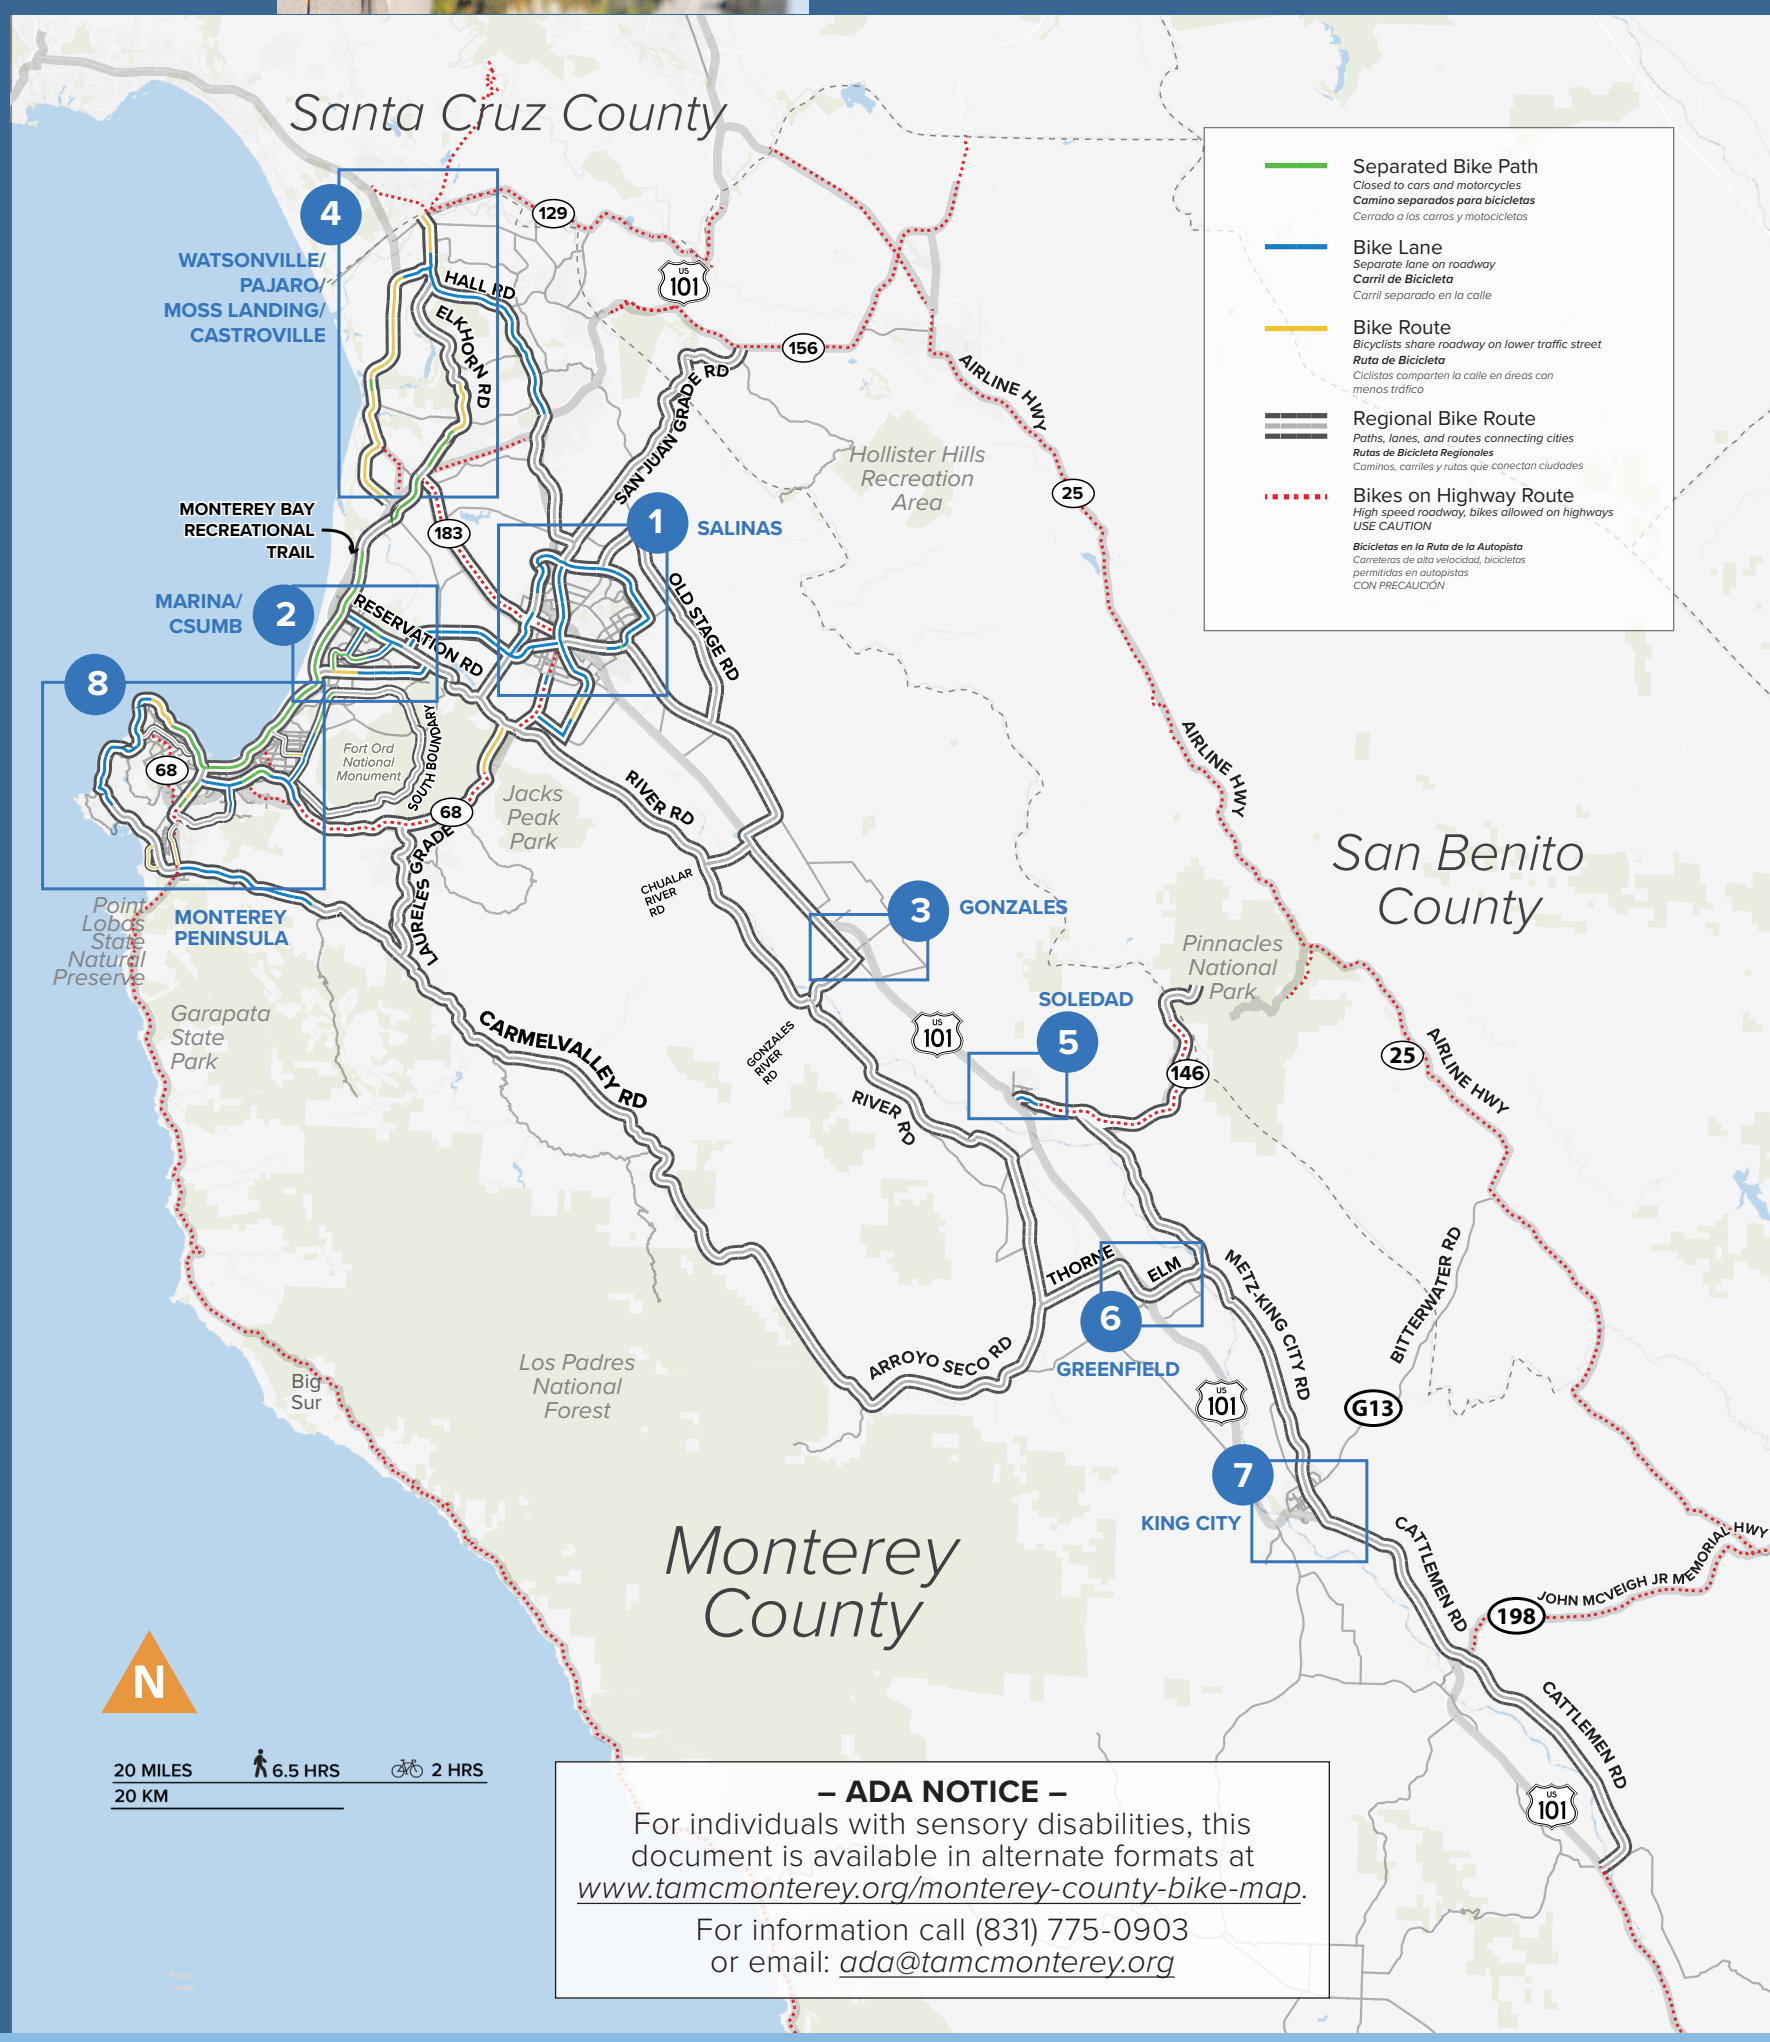 Santa Cruz County
4
129
WATSONVILLE/
PAJARO/
MOSS LANDING/
CASTROVILLE
HALL RD
ELKHORN RD
US
101
156
SAN JUAN GRADE RD
AIRLINE HWY
Hollister Hills
Recreation
Area
25
Separated Bike Path
Closed to cars and motorcycles
Camino separados para bicicletas
Cerrado a los carros y motocicletas
Bike Lane
Separate lane on roadway
Carril de Bicicleta
Carril separado en la calle
Bike Route
Bicyclists share roadway on lower traffic street
Ruta de Bicicleta
Ciclistas comparten la calle en áreas con
menos tráfico
Regional Bike Route
Paths, lanes, and routes connecting cities
Rutas de Bicicleta Regionales
Caminos, carriles y rutas que conectan ciudades
Bikes on Highway Route
High speed roadway, bikes allowed on highways
USE CAUTION
Bicicletas en la Ruta de la Autopista
Carreteras de alta velocidad, bicicletas
permitidas en autopistas
CON PRECAUCIÓN
MONTEREY BAY
RECREATIONAL
TRAIL
183
1
SALINAS
MARINA/
CSUMB
2
RESERVATION RD
OLD STAGE RD
8
68
Fort Ord
National
Monument
SOUTH BOUNDARY
68
Jacks
Peak
Park
RIVER RD
AIRLINE HWY
LAURELES GRADE
CHUALAR
RIVER
RD
3
GONZALES
San Benito
County
Point
Lobos
State
Natural
Preserve
MONTEREY
PENINSULA
Pinnacles
National
Park
Garapata
State
Park
CARMELVALLEY RD
GONZALES
RIVER
RD
US
101
SOLEDAD
5
146
25
AIRLINE HWY
RIVER RD
THORNE
ELM
METZ-KING CITY RD
BITTERWATER RD
6
GREENFIELD
ARROYO SECO RD
Los Padres
National
Forest
Big
Sur
US
101
G13
7
KING CITY
Monterey
County
CATTLEMEN RD
JOHN MCVEIGH JR MEMORIAL HWY
198
CATTLEMEN RD
US
101
N
20 MILES 6.5 HRS 2 HRS
20 KM
– ADA NOTICE –
For individuals with sensory disabilities, this
document is available in alternate formats at
www.tamcmonterey.org/monterey-county-bike-map.
For information call (831) 775-0903
or email: ada@tamcmonterey.org